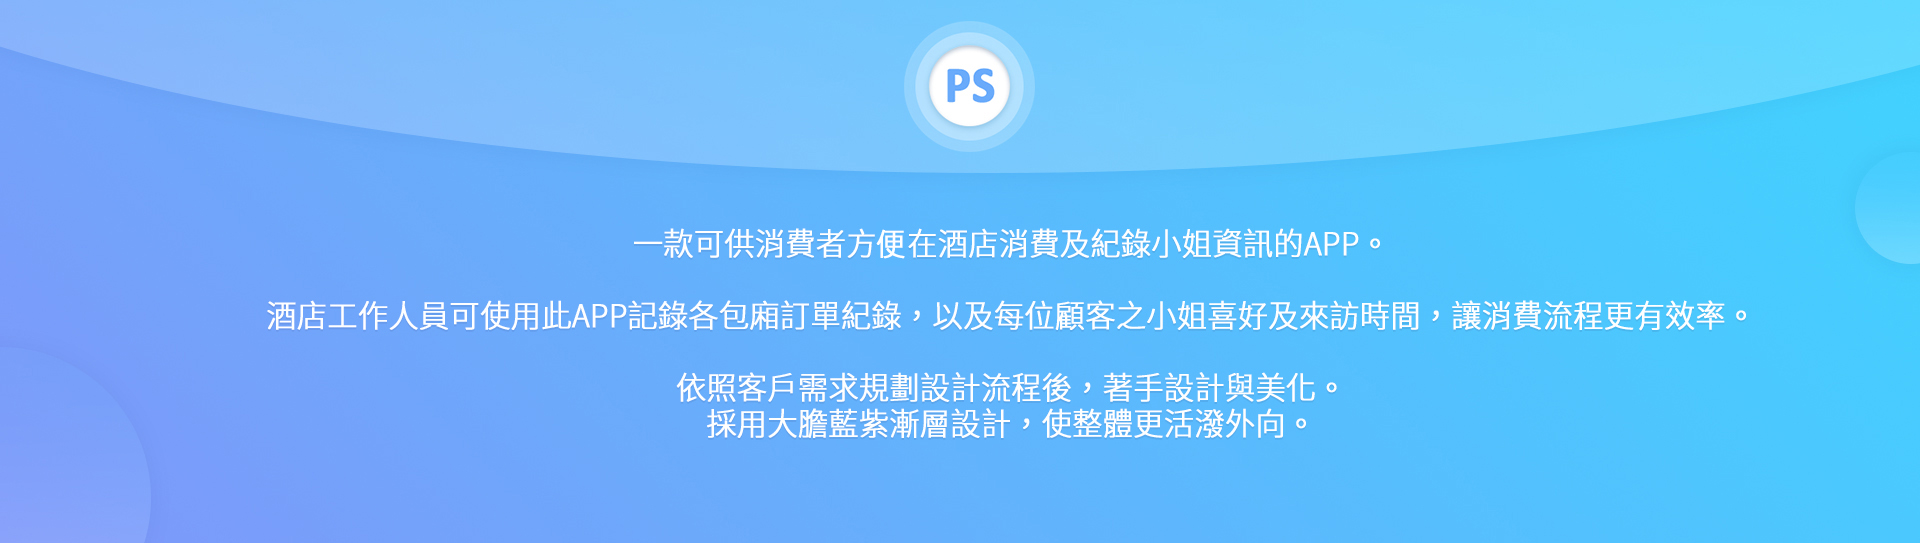 PS
一款可供消費者方便在酒店消費及紀錄小姐資訊的APP。
酒店工作人員可使用此APP記錄各包廂訂單紀錄，以及每位顧客之小姐喜好及來訪時間，讓消費流程更有效率。
依照客戶需求規劃設計流程後，著手設計與美化。
採用大膽藍紫漸層設計，使整體更活潑外向。